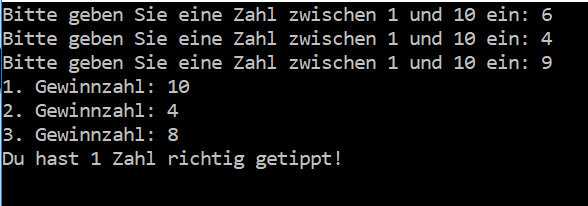 Bitte geben Sie eine Zahl zwischen 1 und 10 ein: 6
Bitte geben Sie eine Zahl zwischen 1 und 10 ein: 4
Bitte geben Sie eine Zahl zwischen 1 und 10 ein: 9
1. Gewinnzahl: 10
2. Gewinnzahl: 4
3. Gewinnzahl: 8
Du hast 1 Zahl richtig getippt!